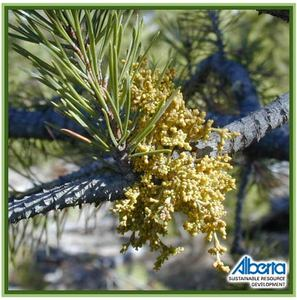 Alberta
SUSTAINABLE RESOURCE
DEVELOPMENT